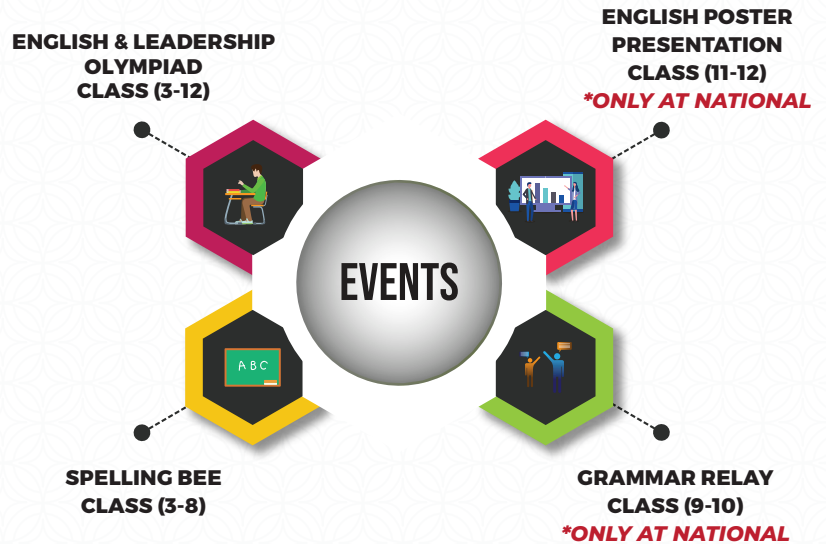 ENGLISH & LEADERSHIP
OLYMPIAD
CLASS (3-12)
ENGLISH POSTER
PRESENTATION
CLASS (11-12)
*ONLY AT NATIONAL
EVENTS
ABC
SPELLING BEE
CLASS (3-8)
GRAMMAR RELAY
CLASS (9-10)
*ONLY AT NATIONAL